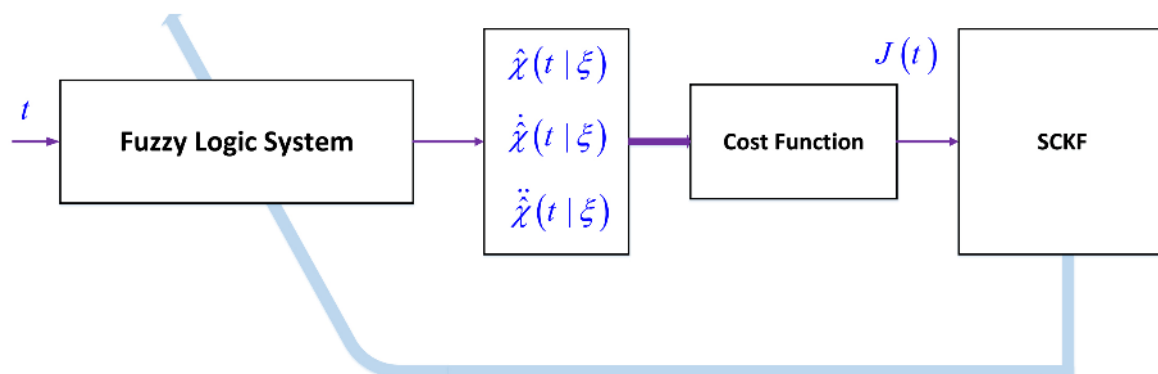 t
Fuzzy Logic System
χ̂(t | ξ)
χ̂̇(t | ξ)
χ̂̈(t | ξ)
Cost Function
J(t)
SCKF